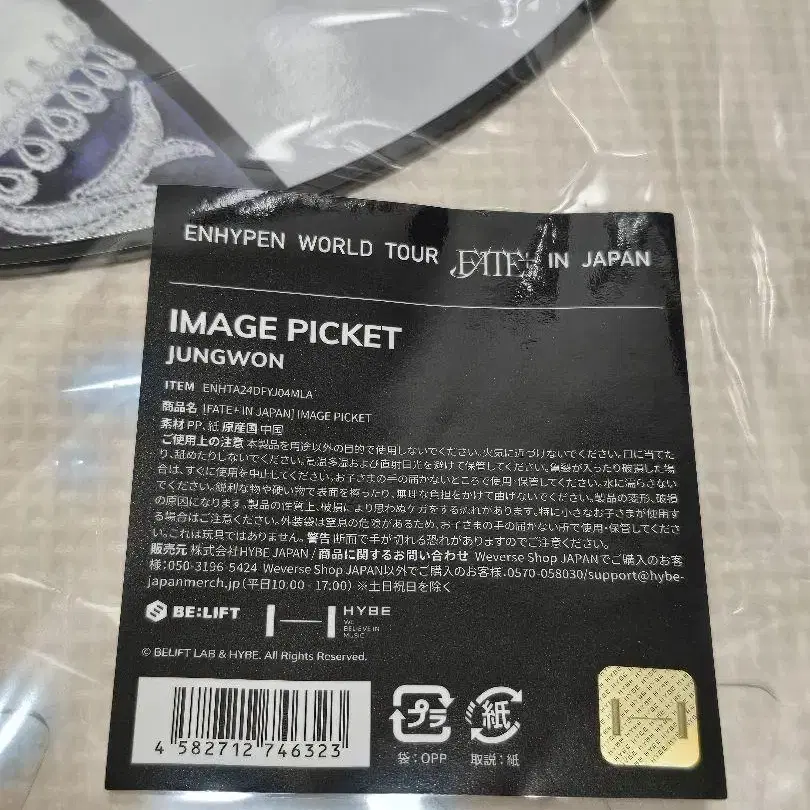 ENHYPEN WORLD TOUR FATE+ IN JAPAN
IMAGE PICKET
JUNGWON
ITEM ENHTA24DFYJ04MLA
商品名 [FATE+ IN JAPAN] IMAGE PICKET
素材 PP、紙 原産国 中国
ご使用上の注意 本製品を用途以外の目的で使用しないでください。火気に近づけないでください。口に当てた
り、舐めたりしないでください。高温多湿および直射日光を避けて保管してください。亀裂が入ったり破損した場
合は、すぐに使用を中止してください。お子さまの手の届かないところで使用・保管してください。水に濡らさない
でください。鋭利な物や硬い物で表面を擦ったり、無理な負担をかけて曲げないでください。製品の変形、破損
の原因になります。製品の性質上、破損により思わぬケガをする恐れがあります。特に小さなお子さまが使用す
る場合はご注意ください。外装袋は窒息の危険があるため、お子さまの手の届かない所で使用・保管してくださ
い。これは玩具ではありません。警告 断面で手が切れる恐れがありますのでご注意ください。
販売元 株式会社HYBE JAPAN / 商品に関するお問い合わせ Weverse Shop JAPANでご購入のお客
様：050-3196-5424 Weverse Shop JAPAN以外でご購入のお客様：0570-058030/support@hybe-
japanmerch.jp（平日10:00 - 17:00） ※土日祝日を除く
BE:LIFT HYBE
WE
BELIEVE IN
MUSIC
© BELIFT LAB & HYBE. All Rights Reserved.
4 582712 746323
プラ 紙
袋：OPP 取説：紙